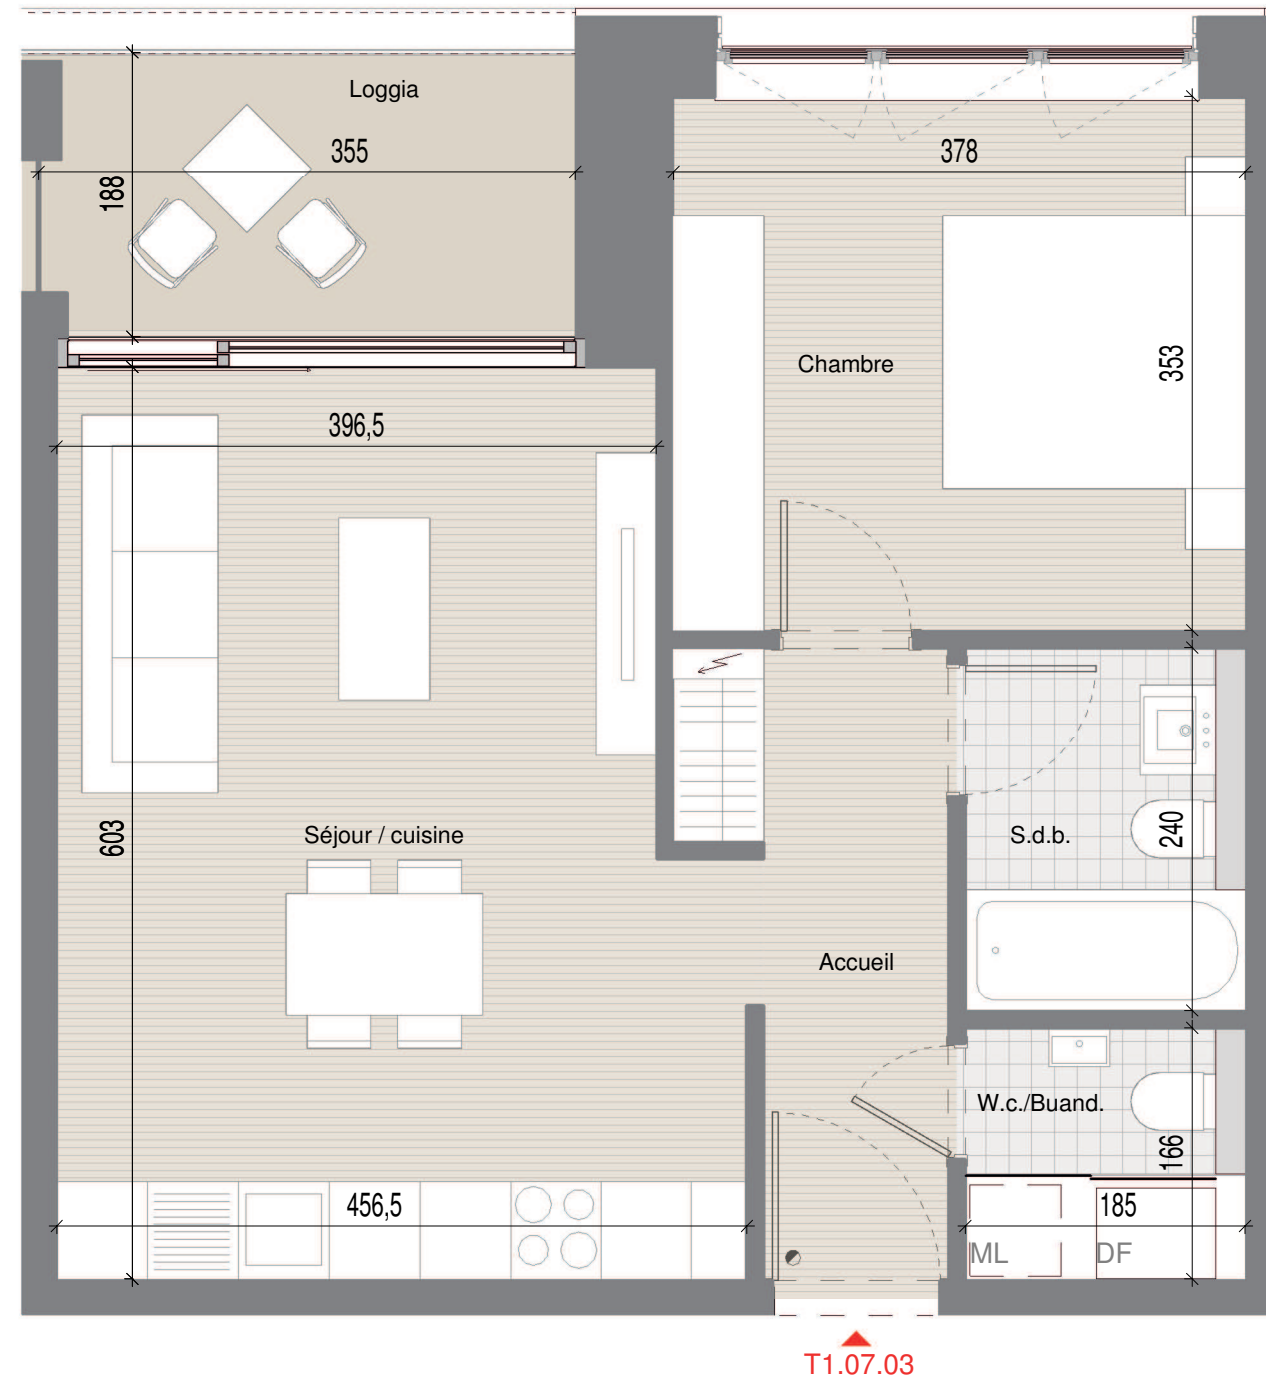 Loggia
355
378
188
Chambre
353
396,5
603
Séjour / cuisine
S.d.b.
240
Accueil
W.c./Buand.
166
456,5
185
ML
DF
T1.07.03